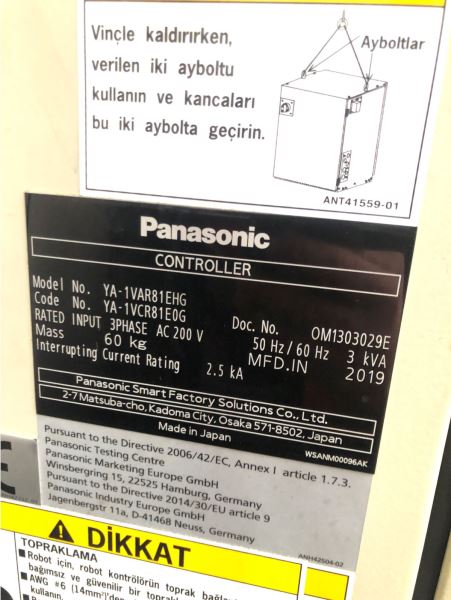 Vinçle kaldırırken,
verilen iki ayboltu
kullanın ve kancaları
bu iki aybolta geçirin.
Ayboltlar
ANT41559-01
Panasonic
CONTROLLER
Model No. YA-1VAR81EHG
Code No. YA-1VCR81E0G Doc. No. OM1303029E
RATED INPUT 3PHASE AC 200 V 50 Hz / 60 Hz 3 kVA
Mass 60 kg MFD.IN 2019
Interrupting Current Rating 2.5 kA
Panasonic Smart Factory Solutions Co., Ltd.
2-7 Matsuba-cho, Kadoma City, Osaka 571-8502, Japan
Made in Japan WSANM00096AK
Pursuant to the Directive 2006/42/EC, Annex I article 1.7.3.
Panasonic Testing Centre
Panasonic Marketing Europe GmbH
Winsbergring 15, 22525 Hamburg, Germany
Pursuant to Directive 2014/30/EU article 9
Panasonic Industry Europe GmbH
Jagenbergstr 11a, D-41468 Neuss, Germany
ANH42504-02
DİKKAT
TOPRAKLAMA
Robot için, robot kontrolörün toprak
bağımsız ve güvenilir bir
AWG #6 (14mm²)'den
kullanın.